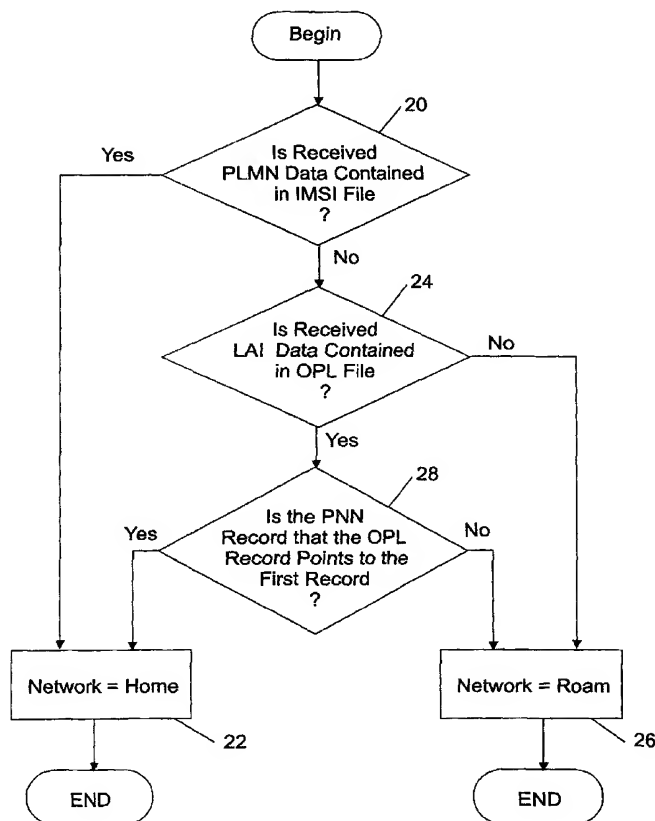 Begin
20
Is Received
PLMN Data Contained
in IMSI File
?
Yes
No
24
Is Received
LAI Data Contained
in OPL File
?
No
Yes
28
Is the PNN
Record that the OPL
Record Points to the
First Record
?
Yes
No
Network = Home
Network = Roam
22
26
END
END